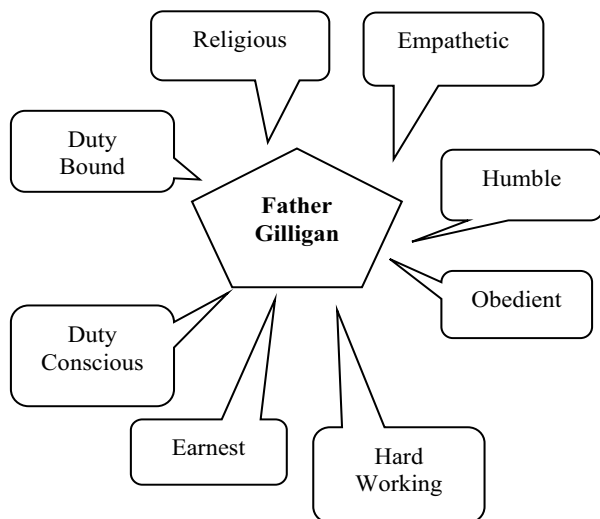 Religious
Empathetic
Duty
Bound
Father
Gilligan
Humble
Obedient
Duty
Conscious
Earnest
Hard
Working